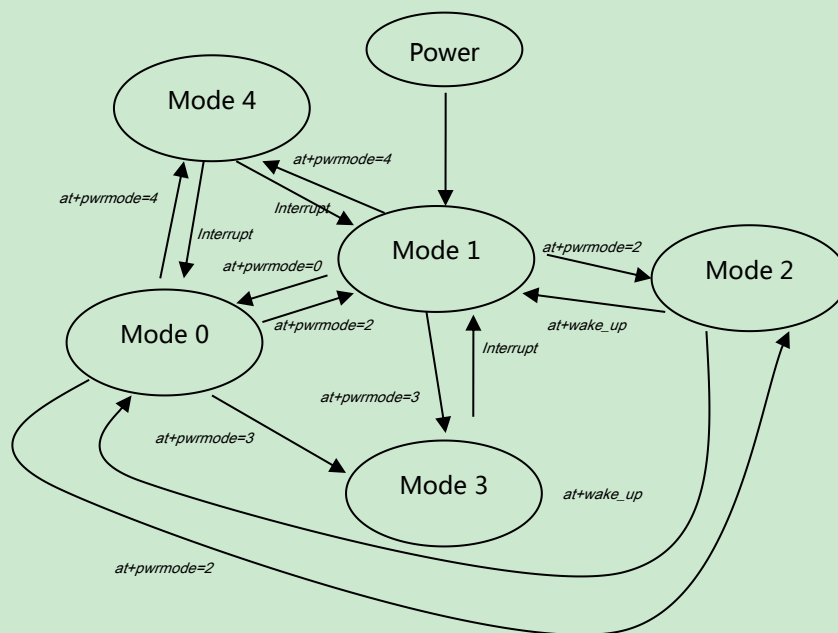 Power
Mode 4
at+pwrmode=4
at+pwrmode=4
Interrupt
Interrupt
Mode 1
at+pwrmode=2
Mode 2
at+pwrmode=0
at+pwrmode=2
at+wake_up
Mode 0
Interrupt
at+pwrmode=3
at+pwrmode=3
Mode 3
at+wake_up
at+pwrmode=2